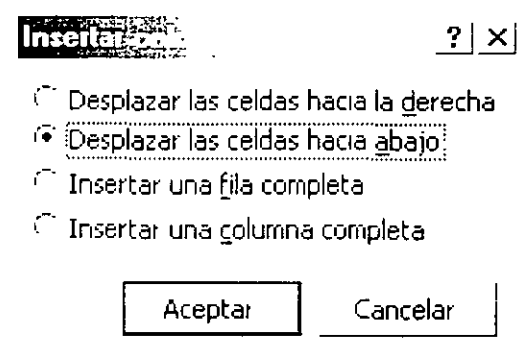 Insertar
? ×
Desplazar las celdas hacia la derecha
Desplazar las celdas hacia abajo
Insertar una fila completa
Insertar una columna completa
Aceptar Cancelar